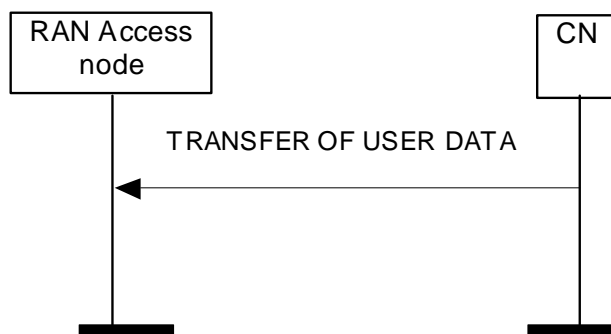 RAN Access
node
CN
TRANSFER OF USER DATA